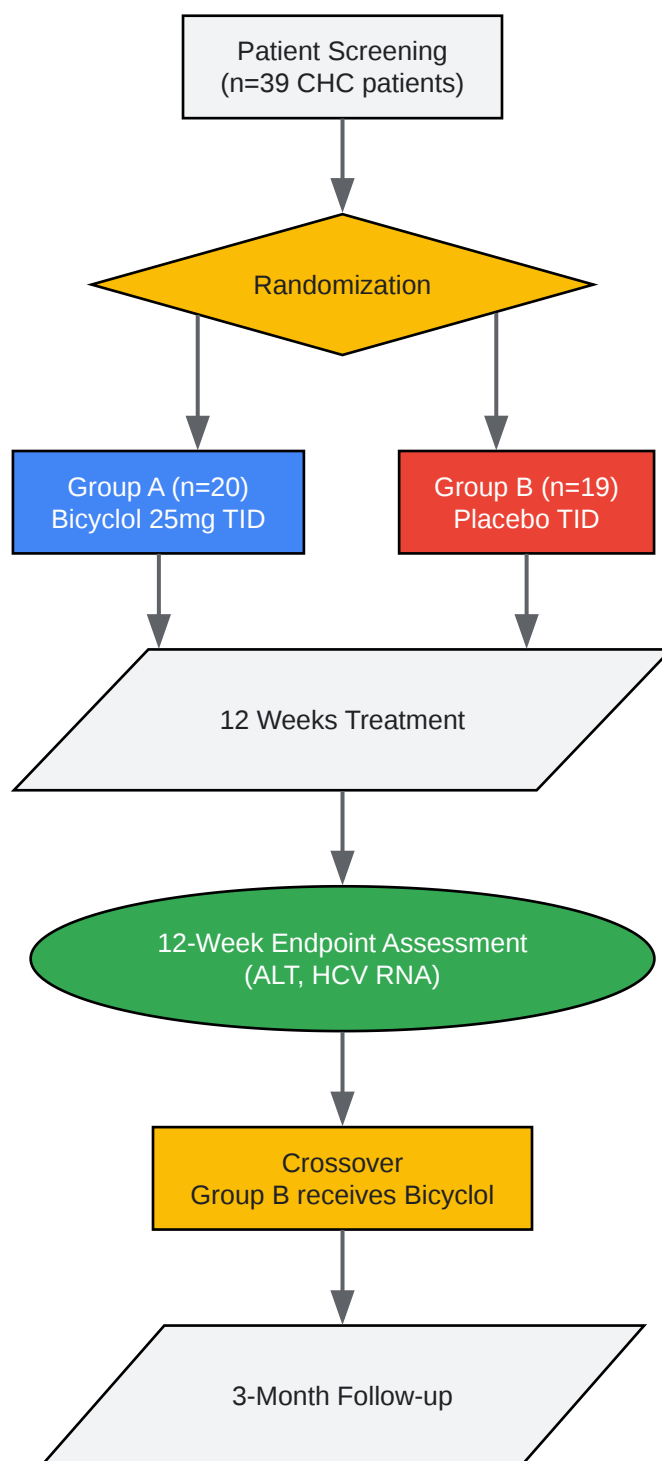 Patient Screening
(n=39 CHC patients)
Randomization
Group A (n=20)
Bicyclol 25mg TID
Group B (n=19)
Placebo TID
12 Weeks Treatment
12-Week Endpoint Assessment
(ALT, HCV RNA)
Crossover
Group B receives Bicyclol
3-Month Follow-up